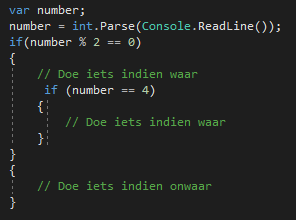 var number;
number = int.Parse(Console.ReadLine());
if(number % 2 == 0)
{
// Doe iets indien waar
if (number == 4)
{
// Doe iets indien waar
}
}
{
// Doe iets indien onwaar
}